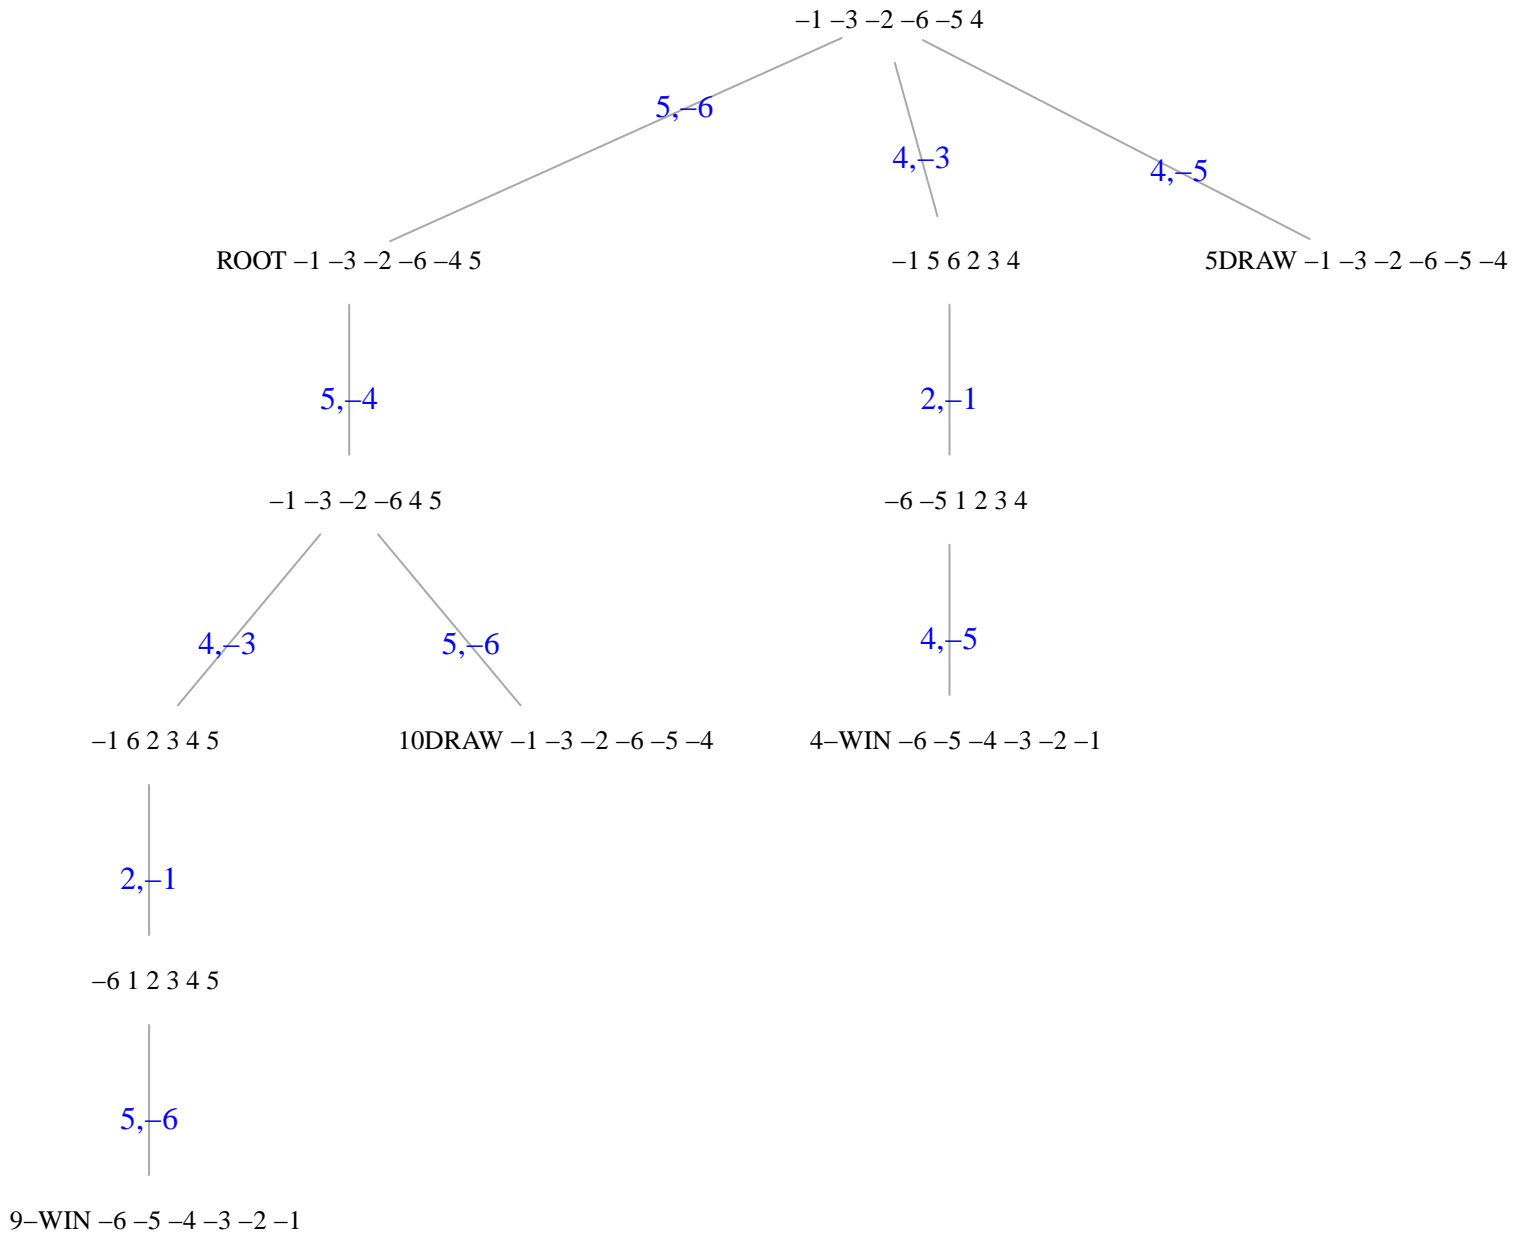 –1 –3 –2 –6 –5 4
5,–6
4,–3
4,–5
ROOT –1 –3 –2 –6 –4 5
–1 5 6 2 3 4
5DRAW –1 –3 –2 –6 –5 –4
5,–4
2,–1
–1 –3 –2 –6 4 5
–6 –5 1 2 3 4
4,–3
5,–6
4,–5
–1 6 2 3 4 5
10DRAW –1 –3 –2 –6 –5 –4
4–WIN –6 –5 –4 –3 –2 –1
2,–1
–6 1 2 3 4 5
5,–6
9–WIN –6 –5 –4 –3 –2 –1